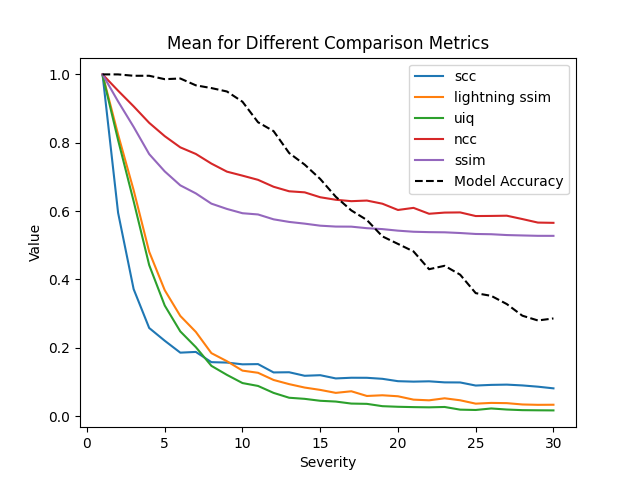 Mean for Different Comparison Metrics
1.0
0.8
0.6
0.4
0.2
0.0
Value
scc
lightning ssim
uiq
ncc
ssim
Model Accuracy
0
5
10
15
20
25
30
Severity